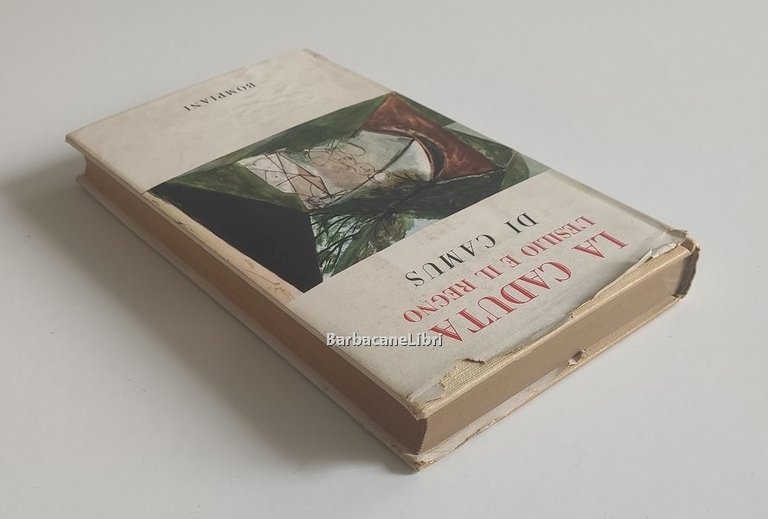 LA CADUTA
L'ESILIO E IL REGNO
DI CAMUS
BOMPIANI
BarbacaneLibri